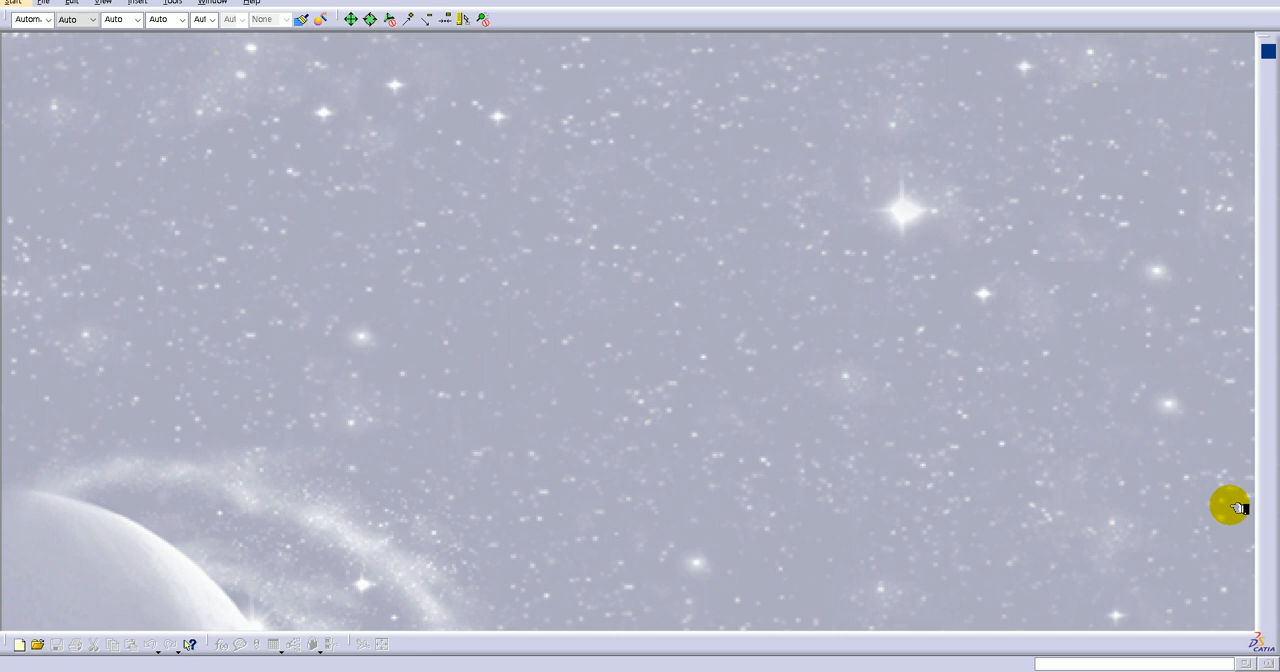 Start File Edit View Insert Tools Window Help
Autom. Auto Auto Auto Aut Aut None
f(x)
CATIA